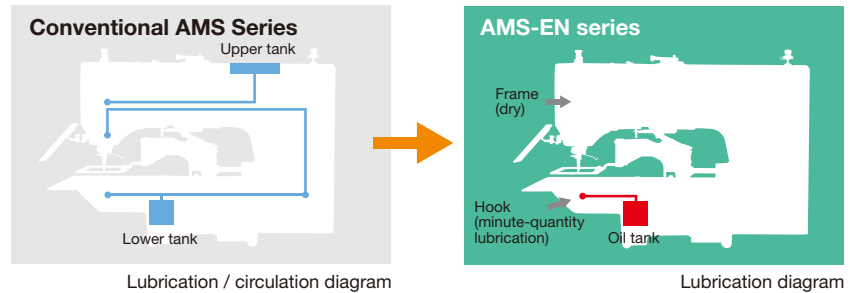 Conventional AMS Series
Upper tank
Lower tank
Lubrication / circulation diagram
AMS-EN series
Frame
(dry)
Hook
(minute-quantity
lubrication)
Oil tank
Lubrication diagram